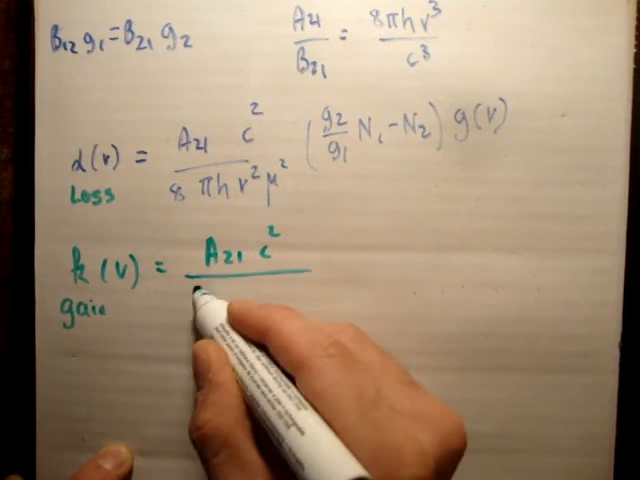 B₁₂ g₁ = B₂₁ g₂
A₂₁/B₂₁ = 8πhν³/c³
α(ν) = A₂₁ c²/8πhν²μ² (g₂/g₁ N₁ - N₂) g(ν)
Loss
k(ν) = A₂₁ c²
gain